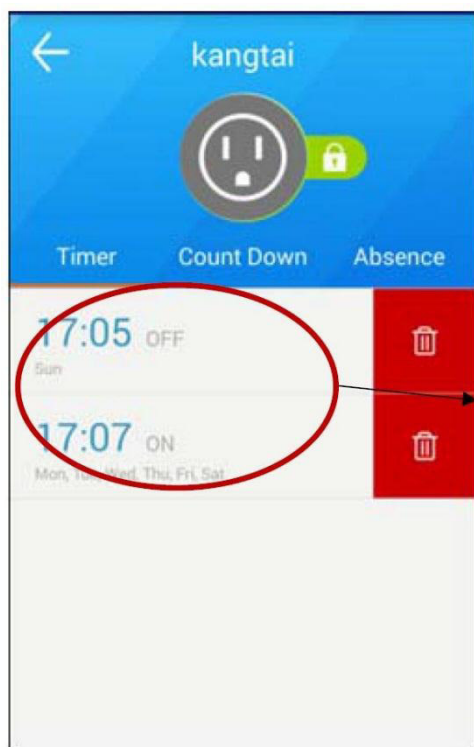 kangtai
Timer Count Down Absence
17:05 OFF
Sun
17:07 ON
Mon, Tue, Wed, Thu, Fri, Sat